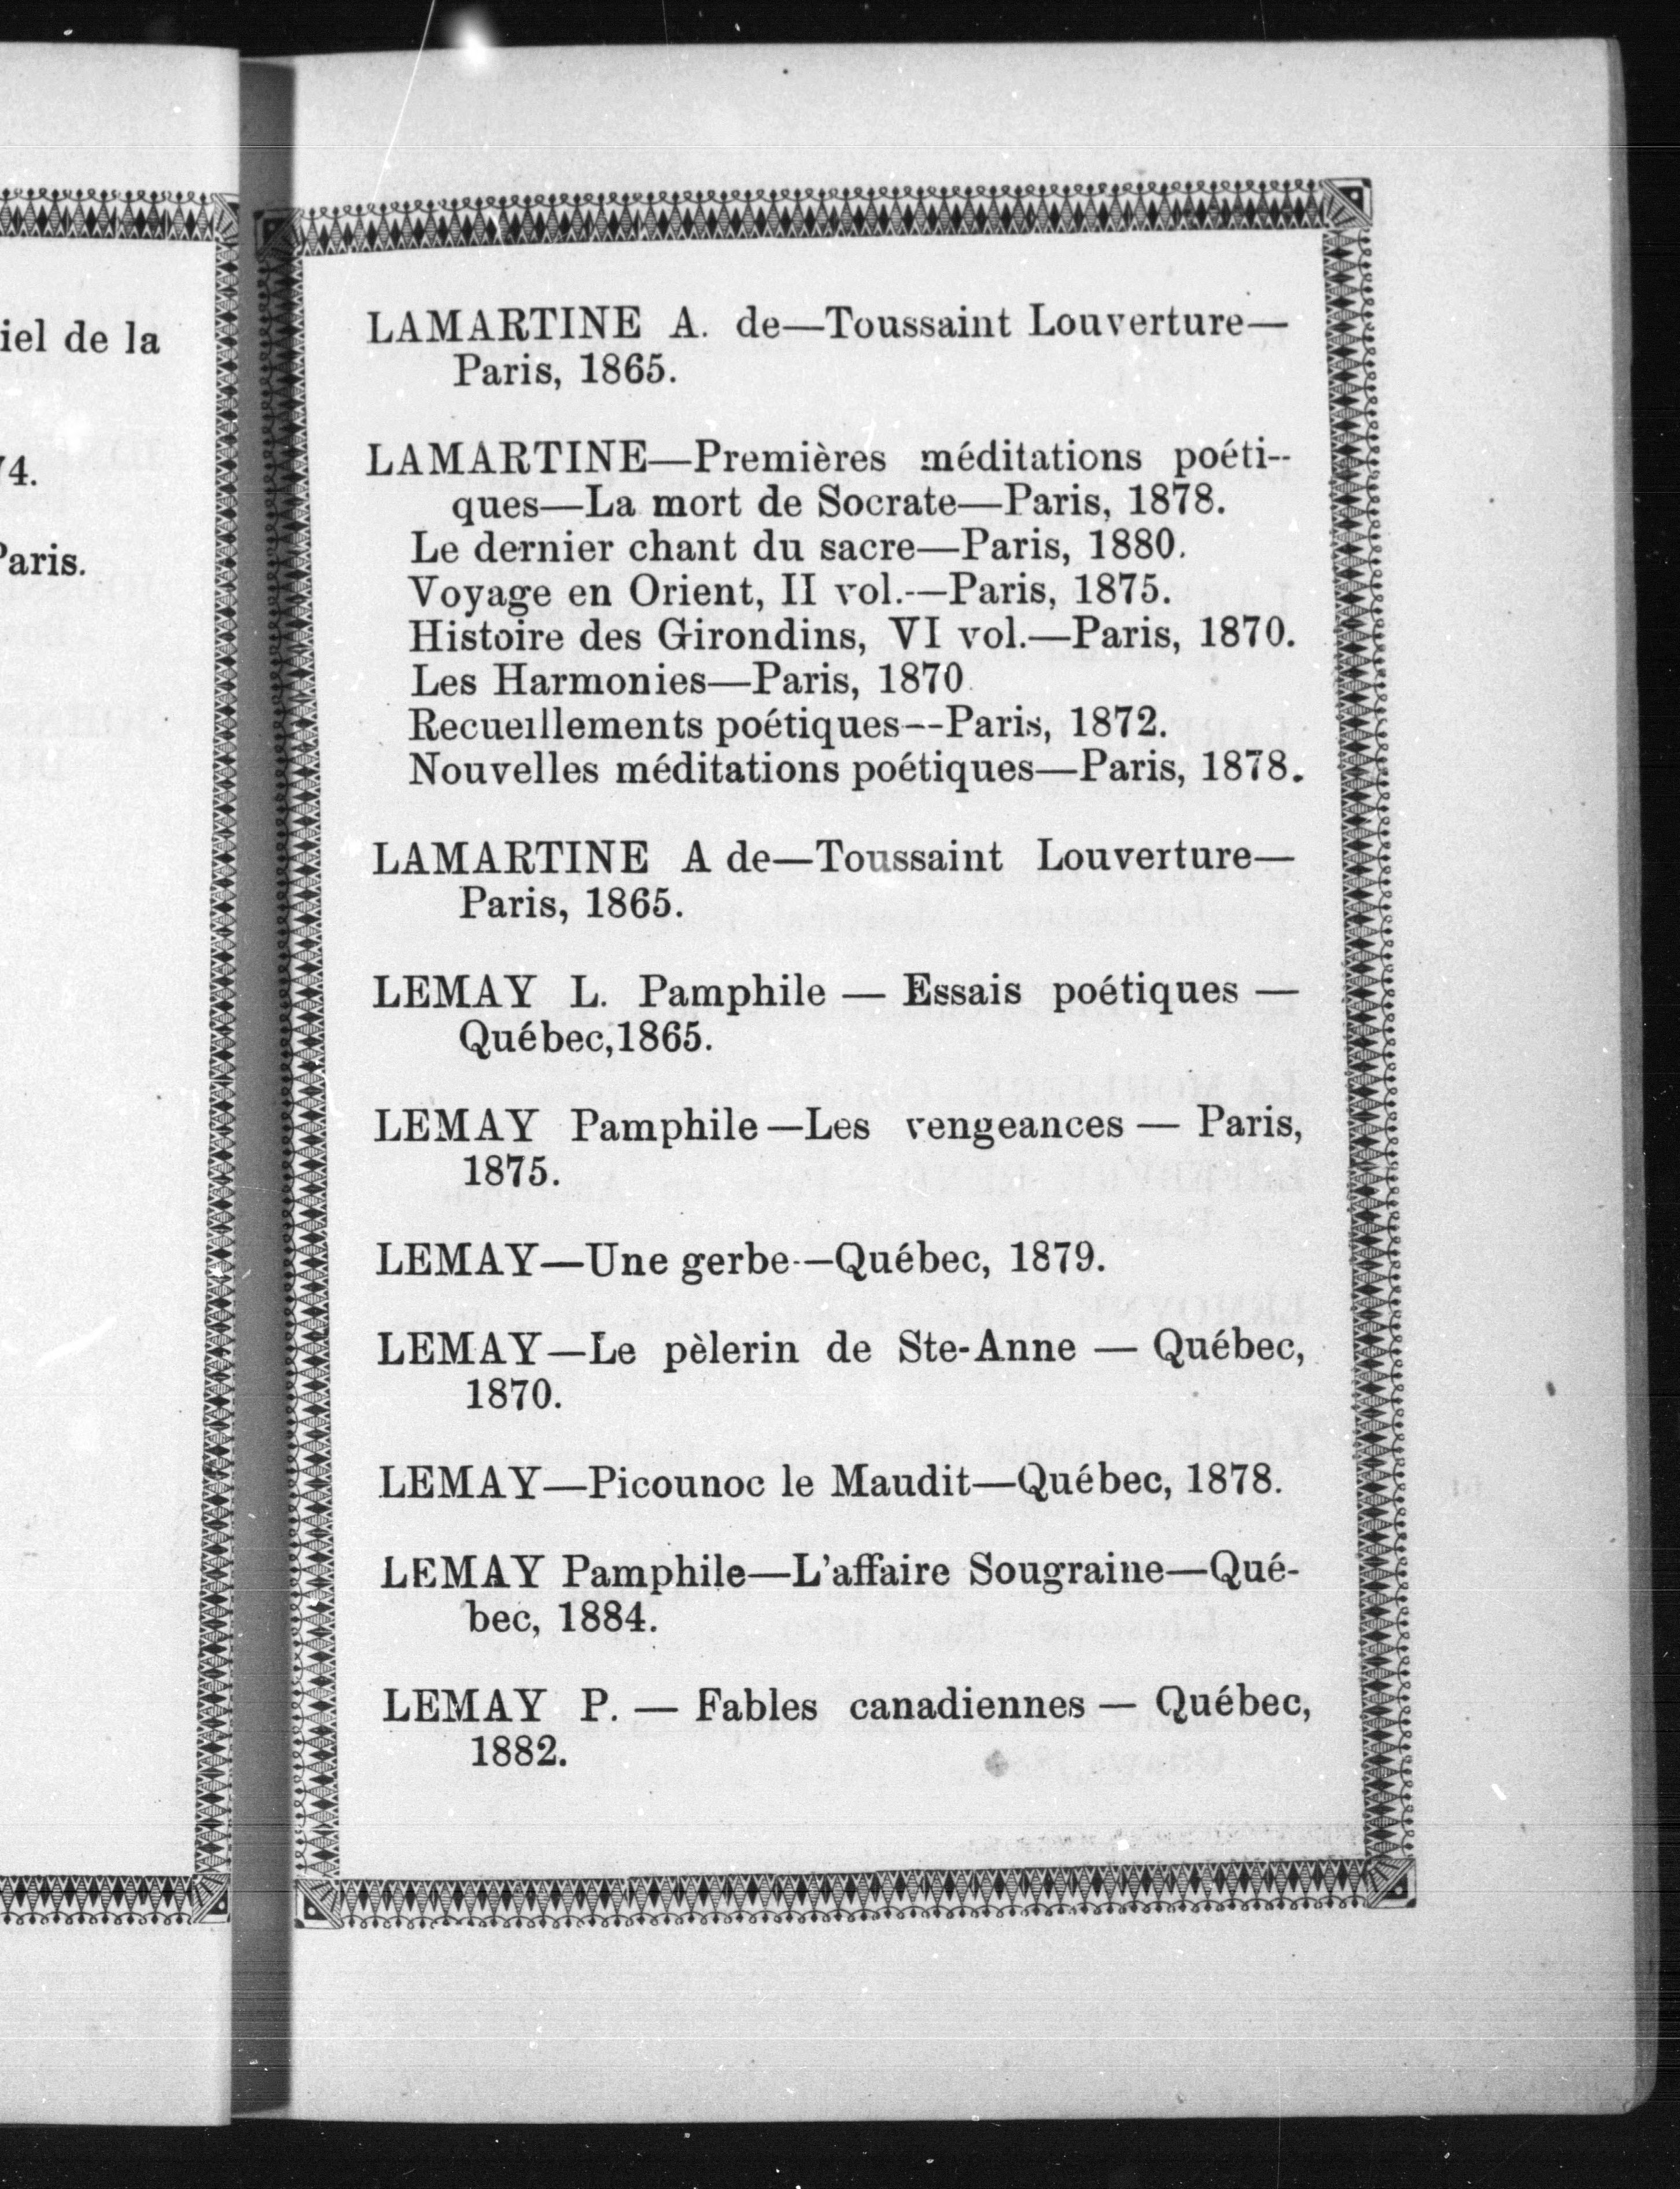 iel de la
74.
Paris.
LAMARTINE A. de—Toussaint Louverture—
Paris, 1865.
LAMARTINE—Premières méditations poéti--
ques—La mort de Socrate—Paris, 1878.
Le dernier chant du sacre—Paris, 1880.
Voyage en Orient, II vol.-—Paris, 1875.
Histoire des Girondins, VI vol.—Paris, 1870.
Les Harmonies—Paris, 1870.
Recueillements poétiques--Paris, 1872.
Nouvelles méditations poétiques—Paris, 1878.
LAMARTINE A de—Toussaint Louverture—
Paris, 1865.
LEMAY L. Pamphile — Essais poétiques —
Québec,1865.
LEMAY Pamphile—Les vengeances — Paris,
1875.
LEMAY—Une gerbe-—Québec, 1879.
LEMAY—Le pèlerin de Ste-Anne — Québec,
1870.
LEMAY—Picounoc le Maudit—Québec, 1878.
LEMAY Pamphile—L'affaire Sougraine—Qué-
bec, 1884.
LEMAY P. — Fables canadiennes — Québec,
1882.